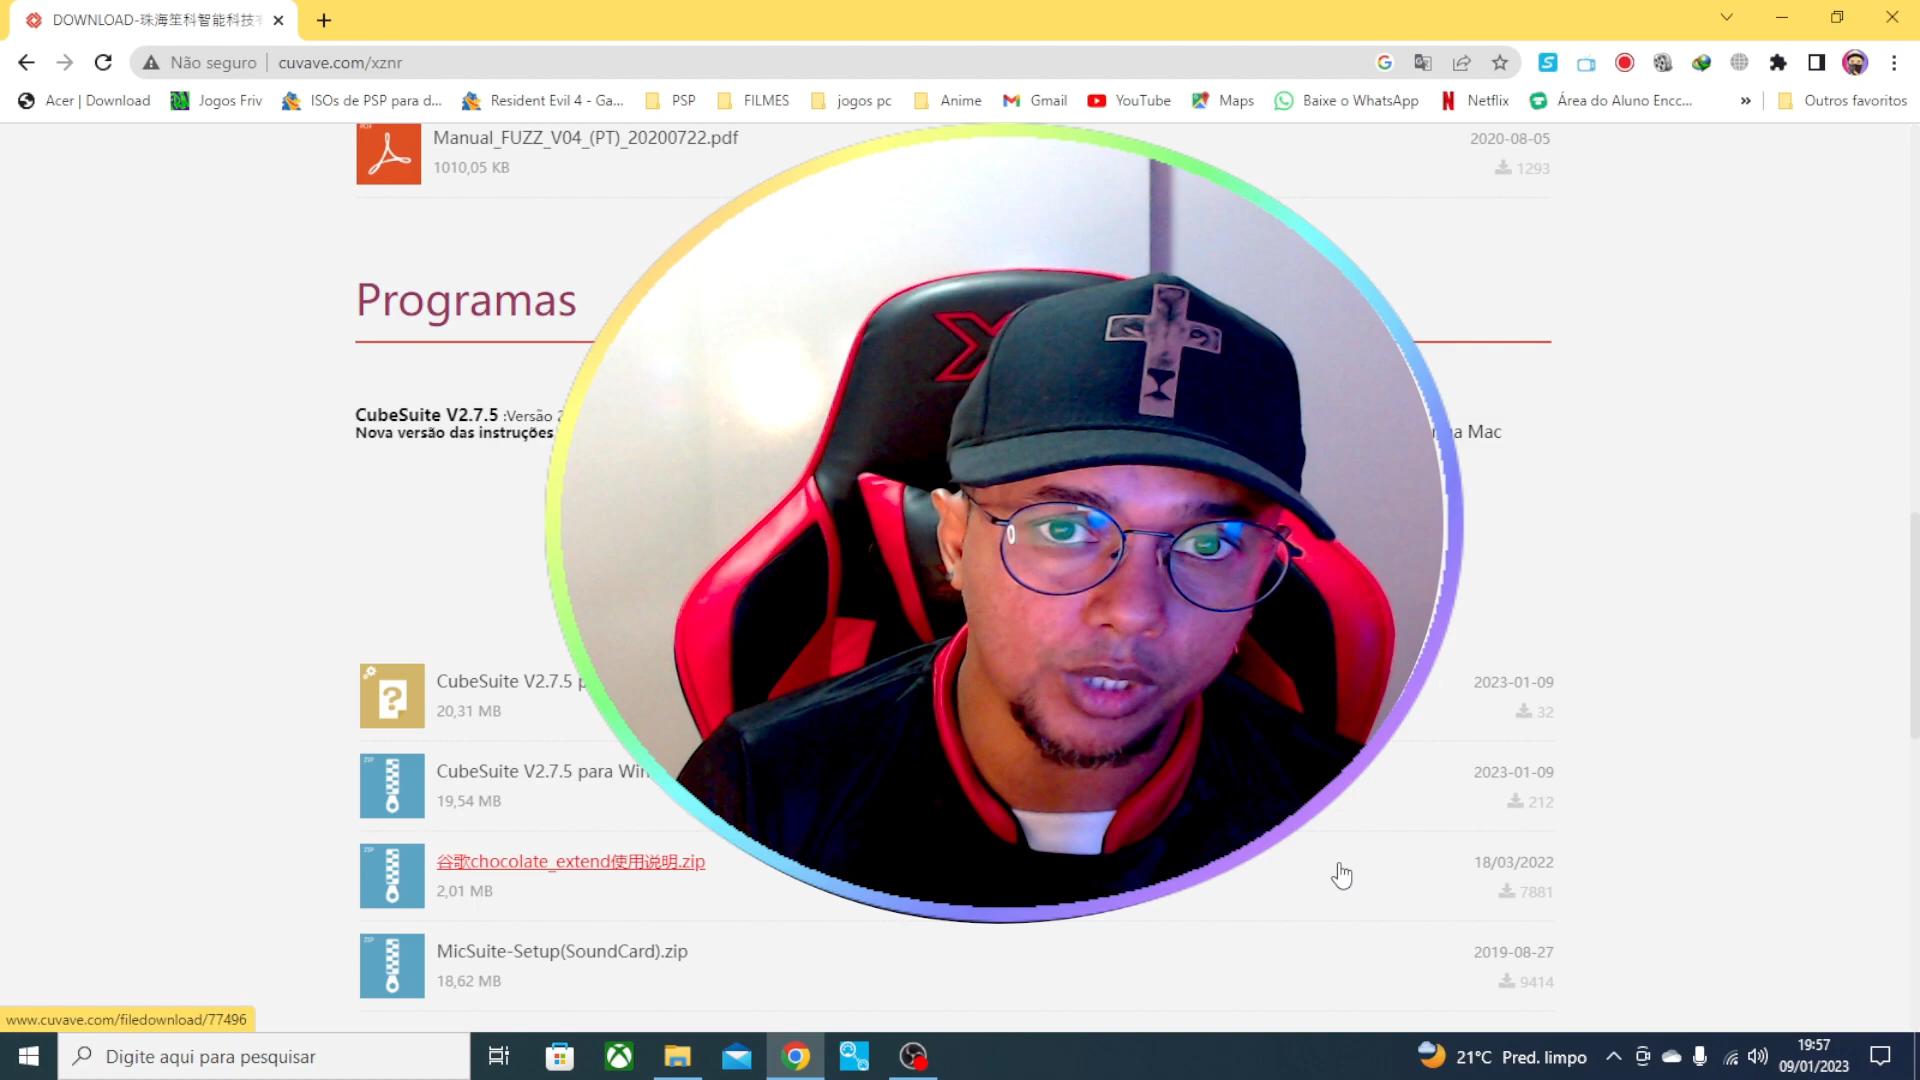 DOWNLOAD-珠海笙科智能科技
Não seguro
cuvave.com/xznr
Acer | Download
Jogos Friv
ISOs de PSP para d...
Resident Evil 4 - Ga...
PSP
FILMES
jogos pc
Anime
Gmail
YouTube
Maps
Baixe o WhatsApp
Netflix
Área do Aluno Encc...
»
Outros favoritos
Manual_FUZZ_V04_(PT)_20200722.pdf
2020-08-05
1010,05 KB
1293
Programas
CubeSuite V2.7.5 :Versão
Nova versão das instruções
Mac
CubeSuite V2.7.5
2023-01-09
20,31 MB
32
CubeSuite V2.7.5 para Win
2023-01-09
19,54 MB
212
谷歌chocolate_extend使用说明.zip
18/03/2022
2,01 MB
7881
MicSuite-Setup(SoundCard).zip
2019-08-27
18,62 MB
9414
www.cuvave.com/filedownload/77496
Digite aqui para pesquisar
21°C Pred. limpo
19:57
09/01/2023